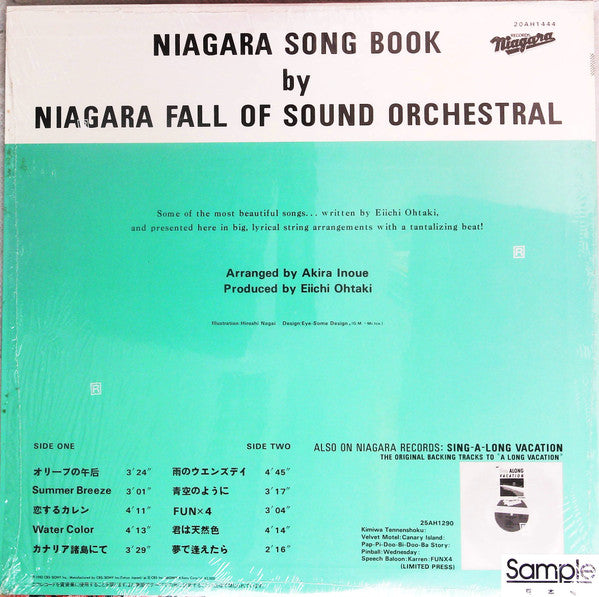 20AH1444
RECORDS
Niagara
NIAGARA SONG BOOK
by
NIAGARA FALL OF SOUND ORCHESTRAL
Some of the most beautiful songs... written by Eiichi Ohtaki,
and presented here in big, lyrical string arrangements with a tantalizing beat!
Arranged by Akira Inoue
Produced by Eiichi Ohtaki
Illustration:Hiroshi Nagai Design:Eye-Some Design
R
R
SIDE ONE
オリーブの午后 3'24"
Summer Breeze 3'01"
恋するカレン 4'11"
Water Color 4'13"
カナリア諸島にて 3'29"
SIDE TWO
雨のウエンズデイ 4'45"
青空のように 3'17"
FUN×4 3'04"
君は天然色 4'14"
夢で逢えたら 2'16"
ALSO ON NIAGARA RECORDS: SING-A-LONG VACATION
THE ORIGINAL BACKING TRACKS TO "A LONG VACATION"
ALONG
VACATION
25AH1290
Kimiwa Tennenshoku:
Velvet Motel: Canary Island:
Pap-Pi-Doo-Bi-Doo-Ba Story:
Pinball: Wednesday:
Speech Baloon: Karren: FUNX4
(LIMITED PRESS)
Sample
見本